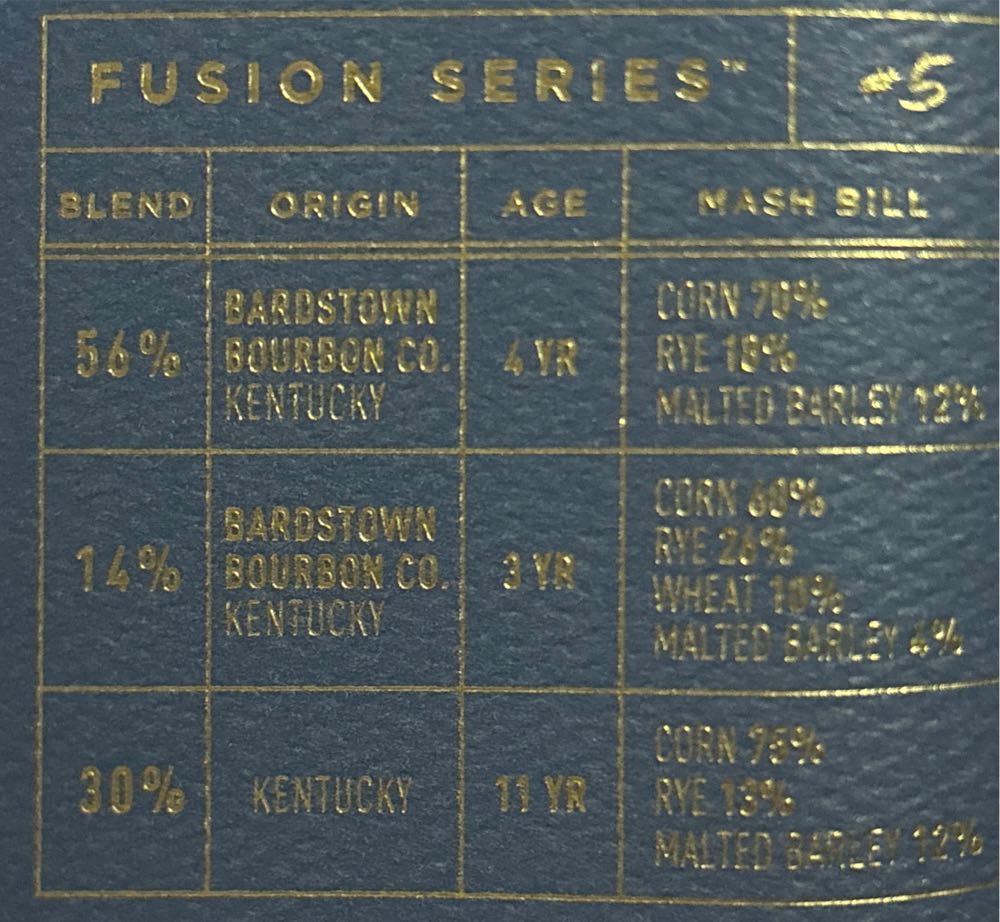 FUSION SERIES™ #5
BLEND ORIGIN AGE MASH BILL
56% BARDSTOWN BOURBON CO. KENTUCKY 4 YR CORN 70%
RYE 18%
MALTED BARLEY 12%
14% BARDSTOWN BOURBON CO. KENTUCKY 3 YR CORN 60%
RYE 26%
WHEAT 10%
MALTED BARLEY 4%
30% KENTUCKY 11 YR CORN 75%
RYE 13%
MALTED BARLEY 12%